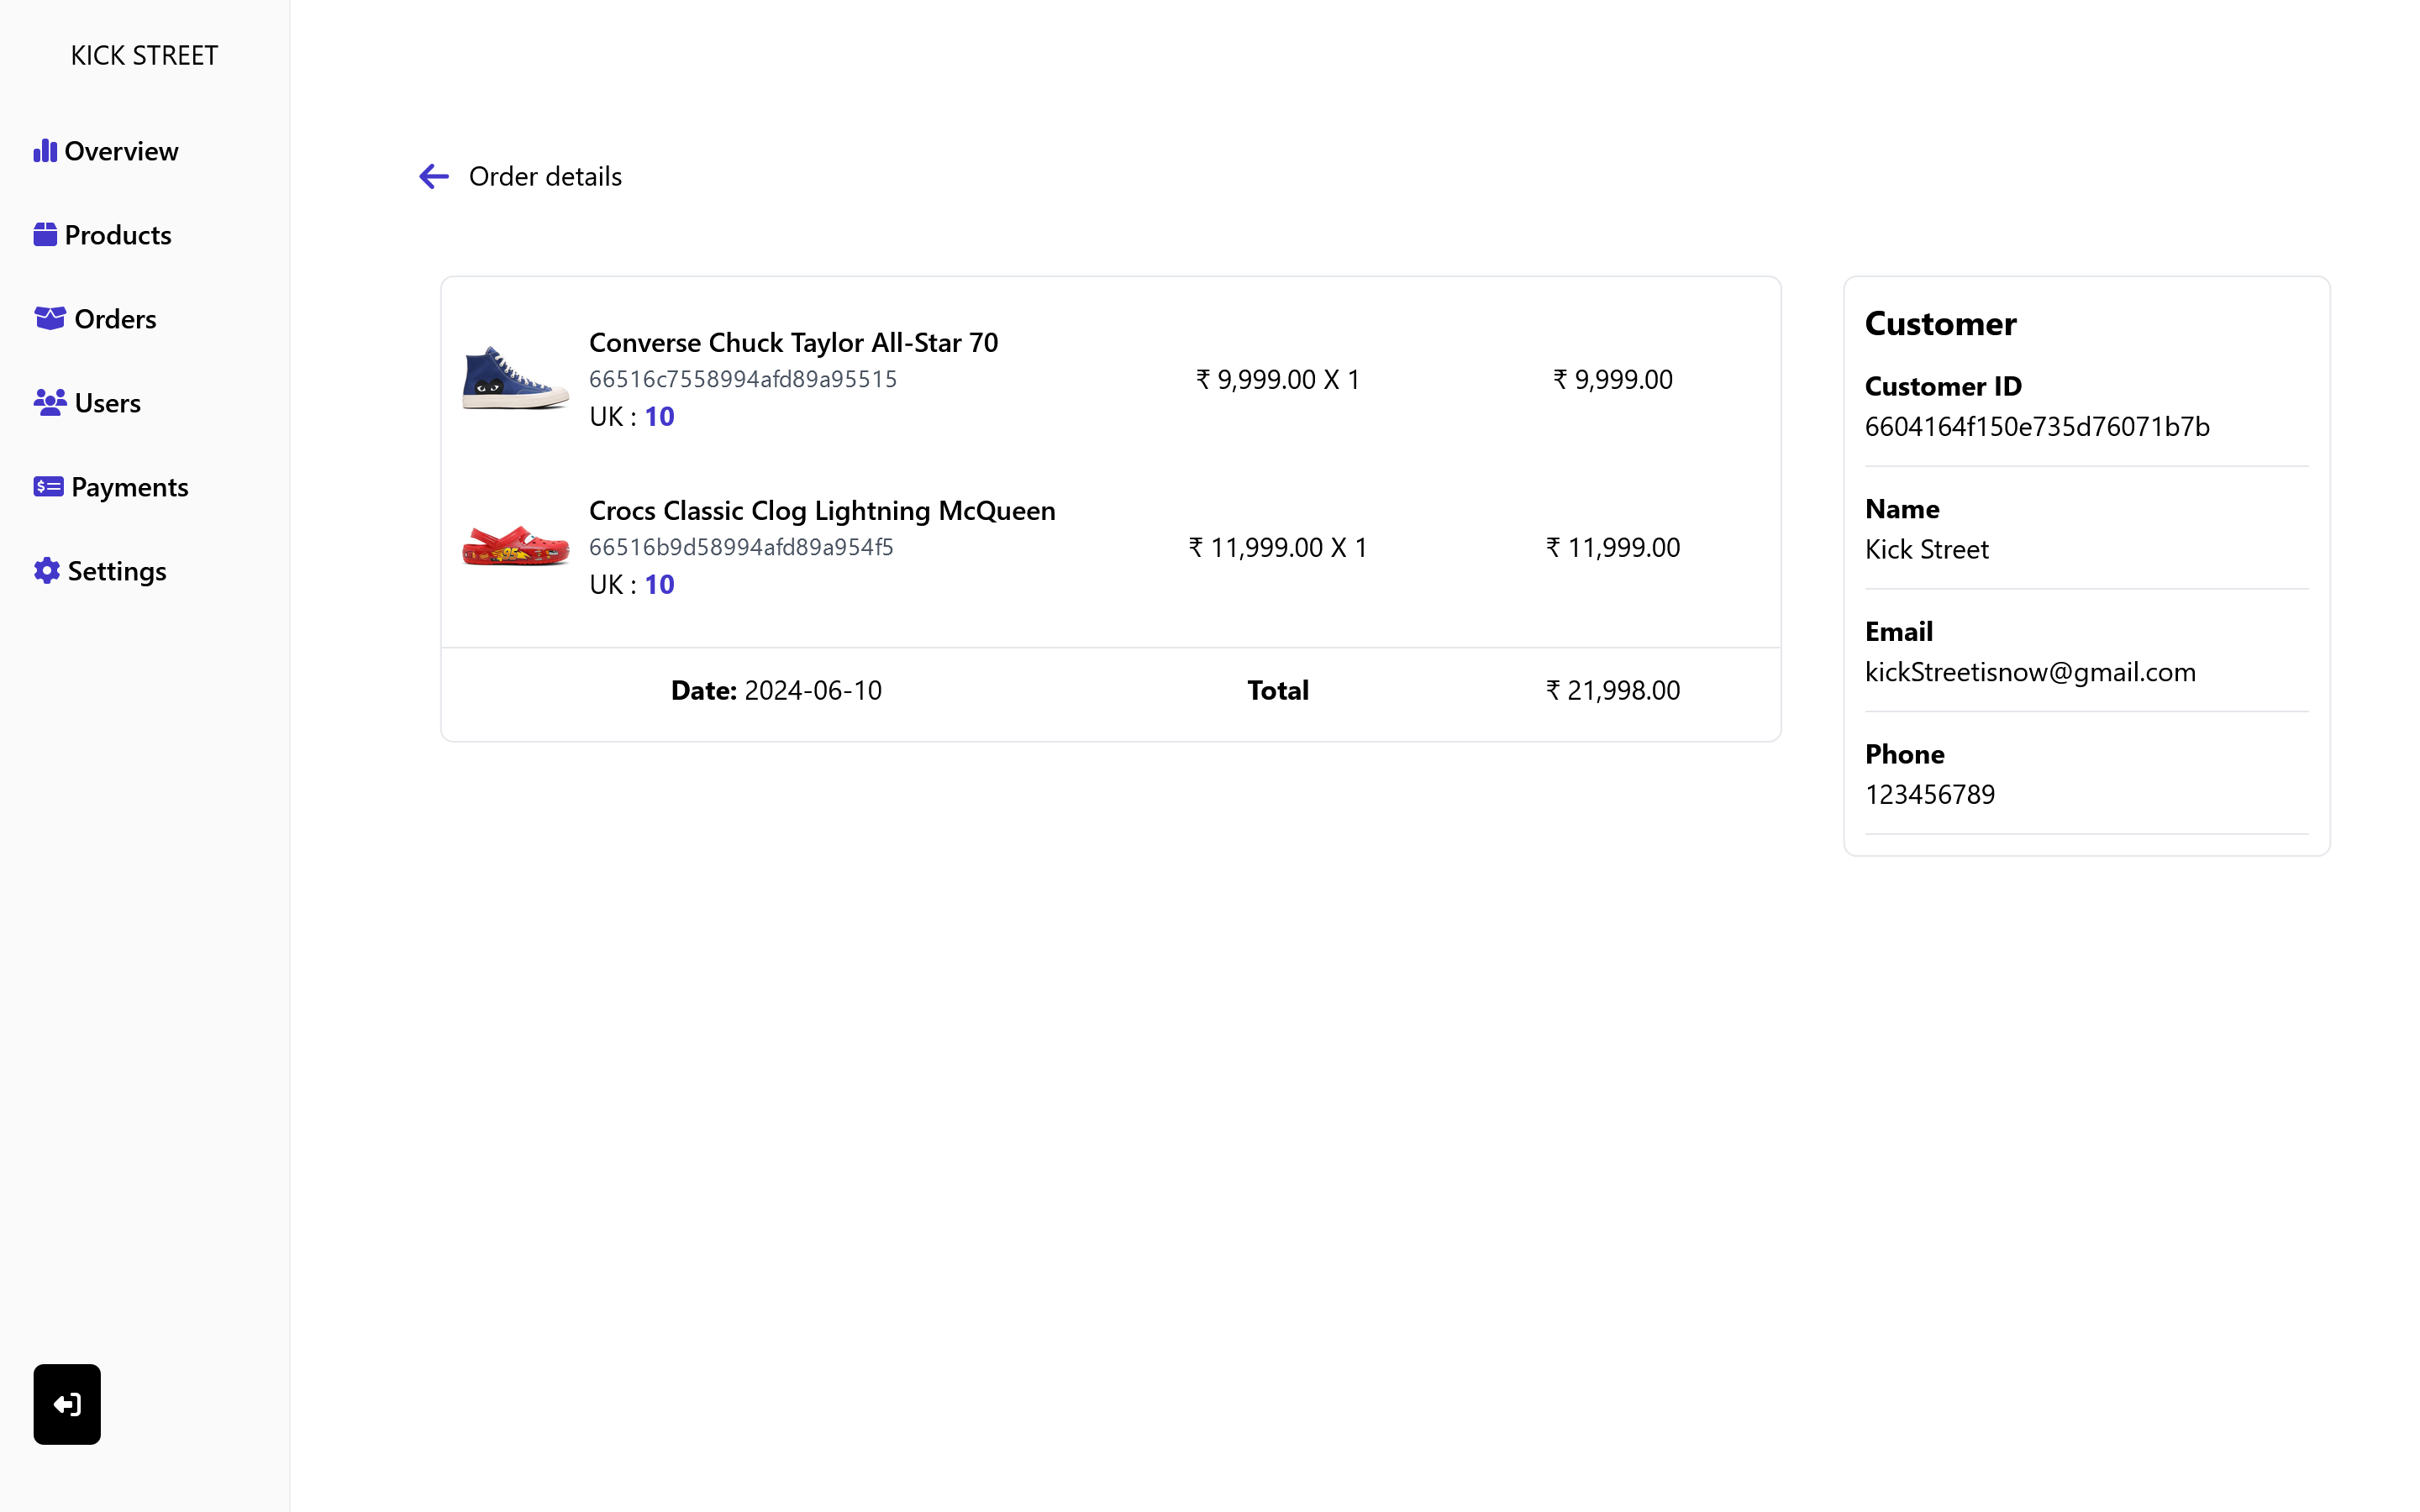 KICK STREET
Overview
Products
Orders
Users
Payments
Settings
Order details
Converse Chuck Taylor All-Star 70
66516c7558994afd89a95515
UK : 10
₹ 9,999.00 X 1
₹ 9,999.00
Crocs Classic Clog Lightning McQueen
66516b9d58994afd89a954f5
UK : 10
₹ 11,999.00 X 1
₹ 11,999.00
Date: 2024-06-10
Total
₹ 21,998.00
Customer
Customer ID
6604164f150e735d76071b7b
Name
Kick Street
Email
kickStreetisnow@gmail.com
Phone
123456789